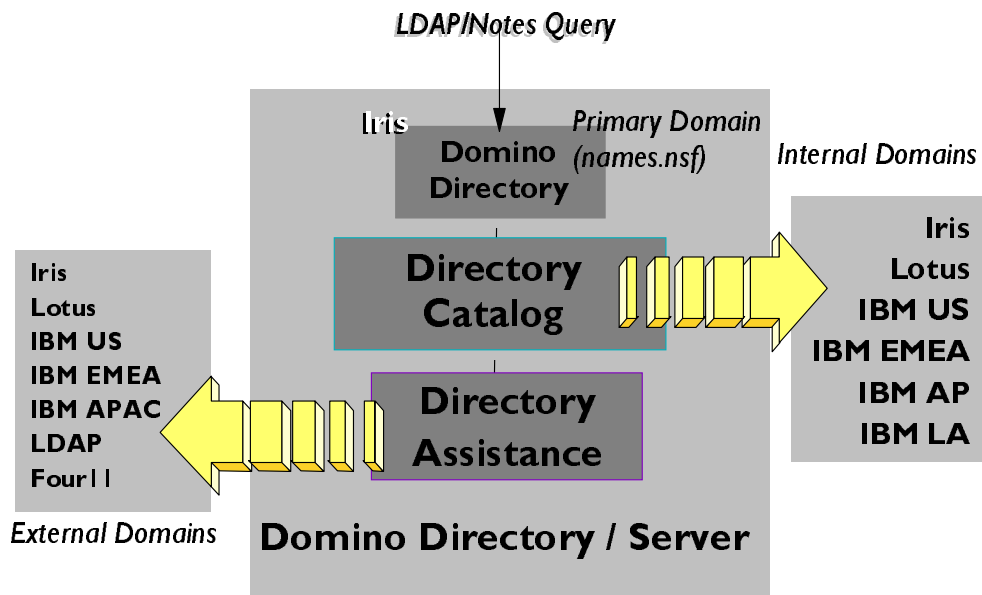 LDAP/Notes Query
Iris
Primary Domain
(names.nsf)
Domino
Directory
Internal Domains
Iris
Lotus
IBM US
IBM EMEA
IBM AP
IBM LA
Directory
Catalog
Iris
Lotus
IBM US
IBM EMEA
IBM APAC
LDAP
Four11
External Domains
Directory
Assistance
Domino Directory / Server